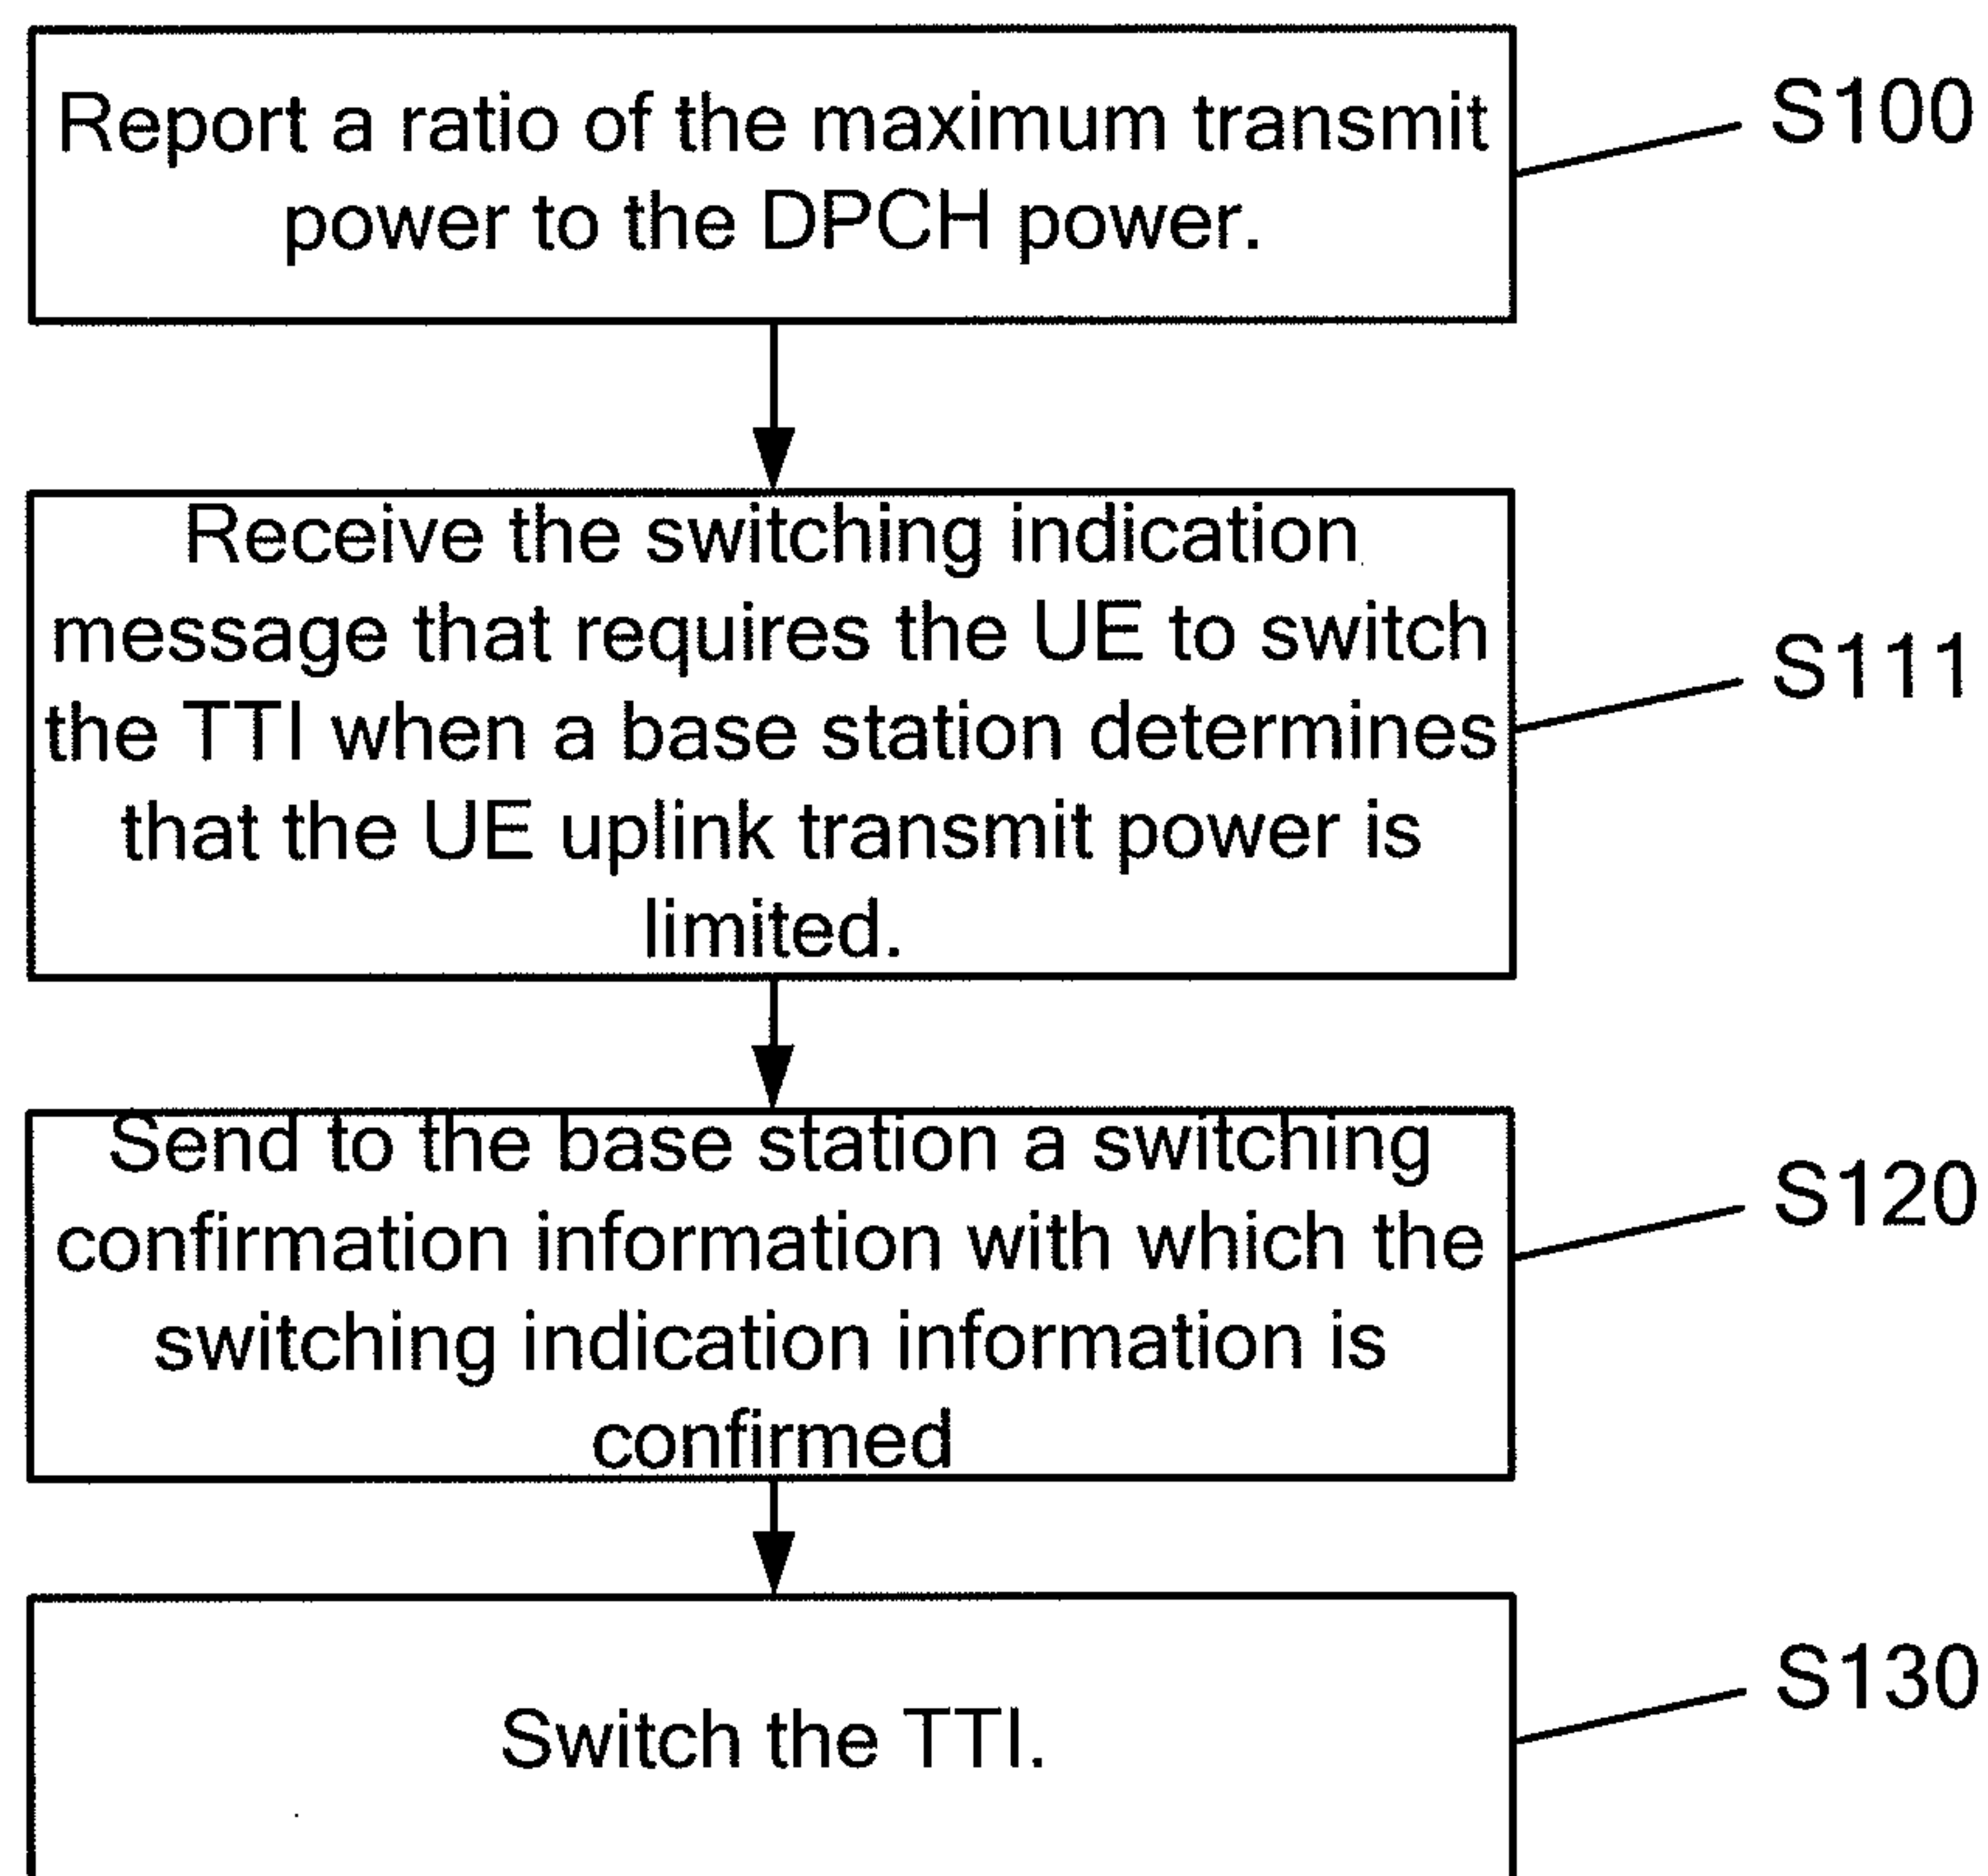 Report a ratio of the maximum transmit
power to the DPCH power.
S100
Receive the switching indication
message that requires the UE to switch
the TTI when a base station determines
that the UE uplink transmit power is
limited.
S111
Send to the base station a switching
confirmation information with which the
switching indication information is
confirmed
S120
Switch the TTI.
S130